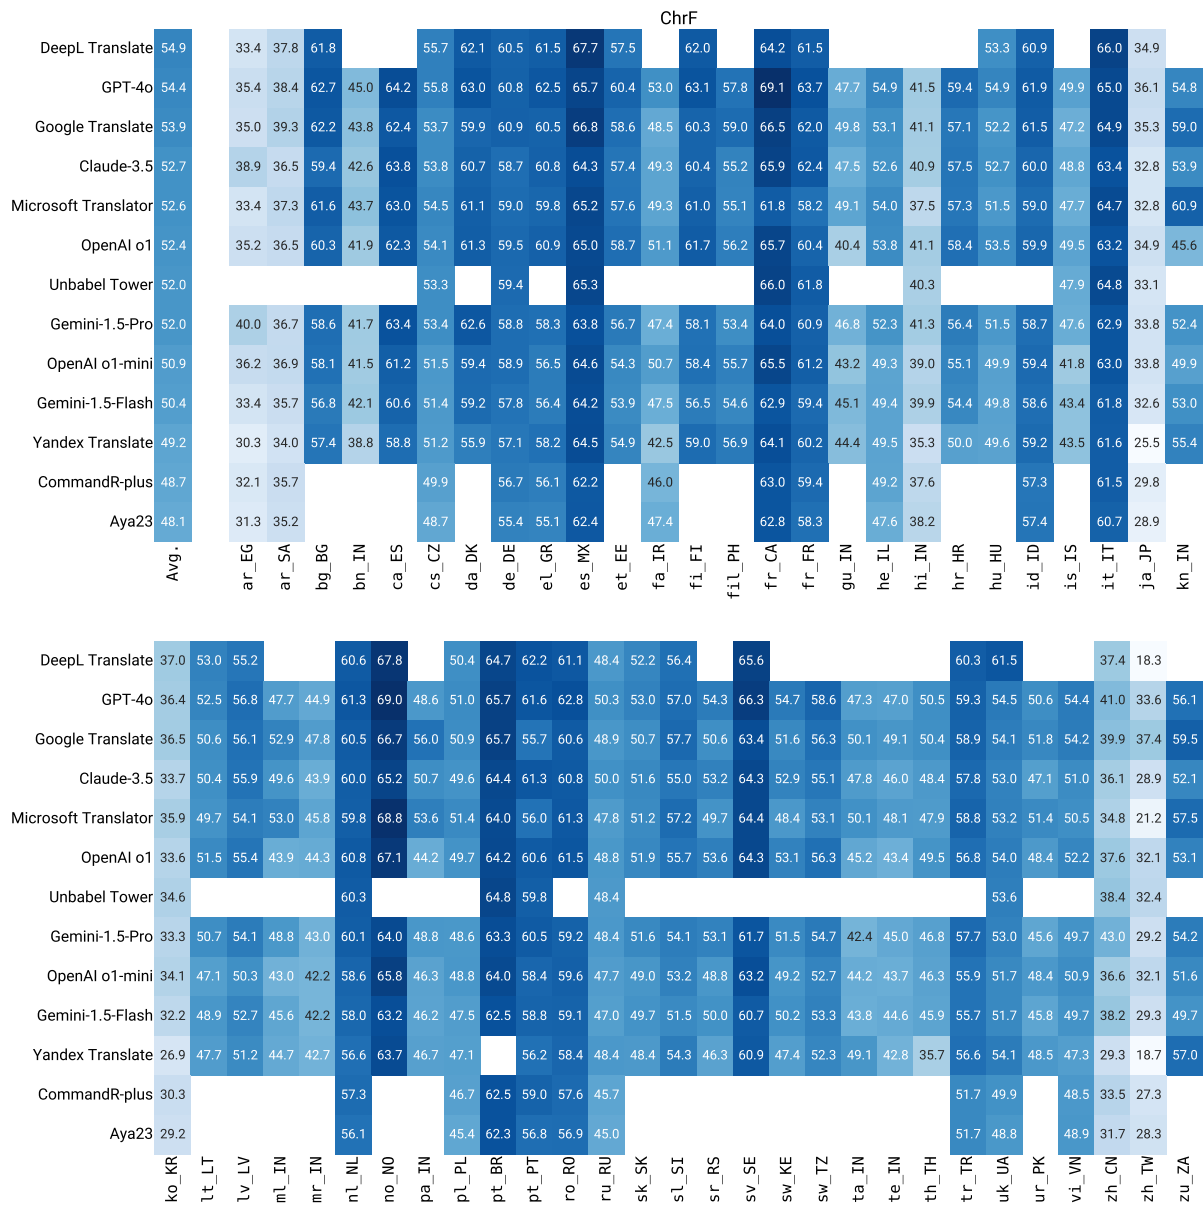 ChrF
DeepL Translate 54.9 33.4 37.8 61.8 55.7 62.1 60.5 61.5 67.7 57.5 62.0 64.2 61.5 53.3 60.9 66.0 34.9
GPT-4o 54.4 35.4 38.4 62.7 45.0 64.2 55.8 63.0 60.8 62.5 65.7 60.4 53.0 63.1 57.8 69.1 63.7 47.7 54.9 41.5 59.4 54.9 61.9 49.9 65.0 36.1 54.8
Google Translate 53.9 35.0 39.3 62.2 43.8 62.4 53.7 59.9 60.9 60.5 66.8 58.6 48.5 60.3 59.0 66.5 62.0 49.8 53.1 41.1 57.1 52.2 61.5 47.2 64.9 35.3 59.0
Claude-3.5 52.7 38.9 36.5 59.4 42.6 63.8 53.8 60.7 58.7 60.8 64.3 57.4 49.3 60.4 55.2 65.9 62.4 47.5 52.6 40.9 57.5 52.7 60.0 48.8 63.4 32.8 53.9
Microsoft Translator 52.6 33.4 37.3 61.6 43.7 63.0 54.5 61.1 59.0 59.8 65.2 57.6 49.3 61.0 55.1 61.8 58.2 49.1 54.0 37.5 57.3 51.5 59.0 47.7 64.7 32.8 60.9
OpenAI o1 52.4 35.2 36.5 60.3 41.9 62.3 54.1 61.3 59.5 60.9 65.0 58.7 51.1 61.7 56.2 65.7 60.4 40.4 53.8 41.1 58.4 53.5 59.9 49.5 63.2 34.9 45.6
Unbabel Tower 52.0 53.3 59.4 65.3 66.0 61.8 40.3 47.9 64.8 33.1
Gemini-1.5-Pro 52.0 40.0 36.7 58.6 41.7 63.4 53.4 62.6 58.8 58.3 63.8 56.7 47.4 58.1 53.4 64.0 60.9 46.8 52.3 41.3 56.4 51.5 58.7 47.6 62.9 33.8 52.4
OpenAI o1-mini 50.9 36.2 36.9 58.1 41.5 61.2 51.5 59.4 58.9 56.5 64.6 54.3 50.7 58.4 55.7 65.5 61.2 43.2 49.3 39.0 55.1 49.9 59.4 41.8 63.0 33.8 49.9
Gemini-1.5-Flash 50.4 33.4 35.7 56.8 42.1 60.6 51.4 59.2 57.8 56.4 64.2 53.9 47.5 56.5 54.6 62.9 59.4 45.1 49.4 39.9 54.4 49.8 58.6 43.4 61.8 32.6 53.0
Yandex Translate 49.2 30.3 34.0 57.4 38.8 58.8 51.2 55.9 57.1 58.2 64.5 54.9 42.5 59.0 56.9 64.1 60.2 44.4 49.5 35.3 50.0 49.6 59.2 43.5 61.6 25.5 55.4
CommandR-plus 48.7 32.1 35.7 49.9 56.7 56.1 62.2 46.0 63.0 59.4 49.2 37.6 57.3 61.5 29.8
Aya23 48.1 31.3 35.2 48.7 55.4 55.1 62.4 47.4 62.8 58.3 47.6 38.2 57.4 60.7 28.9
Avg. ar_EG ar_SA bg_BG bn_IN ca_ES cs_CZ da_DK de_DE el_GR es_MX et_EE fa_IR fi_FI fil_PH fr_CA fr_FR gu_IN he_IL hi_IN hr_HR hu_HU id_ID is_IS it_IT ja_JP kn_IN
DeepL Translate 37.0 53.0 55.2 60.6 67.8 50.4 64.7 62.2 61.1 48.4 52.2 56.4 65.6 60.3 61.5 37.4 18.3
GPT-4o 36.4 52.5 56.8 47.7 44.9 61.3 69.0 48.6 51.0 65.7 61.6 62.8 50.3 53.0 57.0 54.3 66.3 54.7 58.6 47.3 47.0 50.5 59.3 54.5 50.6 54.4 41.0 33.6 56.1
Google Translate 36.5 50.6 56.1 52.9 47.8 60.5 66.7 56.0 50.9 65.7 55.7 60.6 48.9 50.7 57.7 50.6 63.4 51.6 56.3 50.1 49.1 50.4 58.9 54.1 51.8 54.2 39.9 37.4 59.5
Claude-3.5 33.7 50.4 55.9 49.6 43.9 60.0 65.2 50.7 49.6 64.4 61.3 60.8 50.0 51.6 55.0 53.2 64.3 52.9 55.1 47.8 46.0 48.4 57.8 53.0 47.1 51.0 36.1 28.9 52.1
Microsoft Translator 35.9 49.7 54.1 53.0 45.8 59.8 68.8 53.6 51.4 64.0 56.0 61.3 47.8 51.2 57.2 49.7 64.4 48.4 53.1 50.1 48.1 47.9 58.8 53.2 51.4 50.5 34.8 21.2 57.5
OpenAI o1 33.6 51.5 55.4 43.9 44.3 60.8 67.1 44.2 49.7 64.2 60.6 61.5 48.8 51.9 55.7 53.6 64.3 53.1 56.3 45.2 43.4 49.5 56.8 54.0 48.4 52.2 37.6 32.1 53.1
Unbabel Tower 34.6 60.3 64.8 59.8 48.4 53.6 38.4 32.4
Gemini-1.5-Pro 33.3 50.7 54.1 48.8 43.0 60.1 64.0 48.8 48.6 63.3 60.5 59.2 48.4 51.6 54.1 53.1 61.7 51.5 54.7 42.4 45.0 46.8 57.7 53.0 45.6 49.7 43.0 29.2 54.2
OpenAI o1-mini 34.1 47.1 50.3 43.0 42.2 58.6 65.8 46.3 48.8 64.0 58.4 59.6 47.7 49.0 53.2 48.8 63.2 49.2 52.7 44.2 43.7 46.3 55.9 51.7 48.4 50.9 36.6 32.1 51.6
Gemini-1.5-Flash 32.2 48.9 52.7 45.6 42.2 58.0 63.2 46.2 47.5 62.5 58.8 59.1 47.0 49.7 51.5 50.0 60.7 50.2 53.3 43.8 44.6 45.9 55.7 51.7 45.8 49.7 38.2 29.3 49.7
Yandex Translate 26.9 47.7 51.2 44.7 42.7 56.6 63.7 46.7 47.1 56.2 58.4 48.4 48.4 54.3 46.3 60.9 47.4 52.3 49.1 42.8 35.7 56.6 54.1 48.5 47.3 29.3 18.7 57.0
CommandR-plus 30.3 57.3 46.7 62.5 59.0 57.6 45.7 51.7 49.9 48.5 33.5 27.3
Aya23 29.2 56.1 45.4 62.3 56.8 56.9 45.0 51.7 48.8 48.9 31.7 28.3
ko_KR lt_LT lv_LV ml_IN mr_IN nl_NL no_NO pa_IN pl_PL pt_BR pt_PT ro_RO ru_RU sk_SK sl_SI sr_RS sv_SE sw_KE sw_TZ ta_IN te_IN th_TH tr_TR uk_UA ur_PK vi_VN zh_CN zh_TW zu_ZA